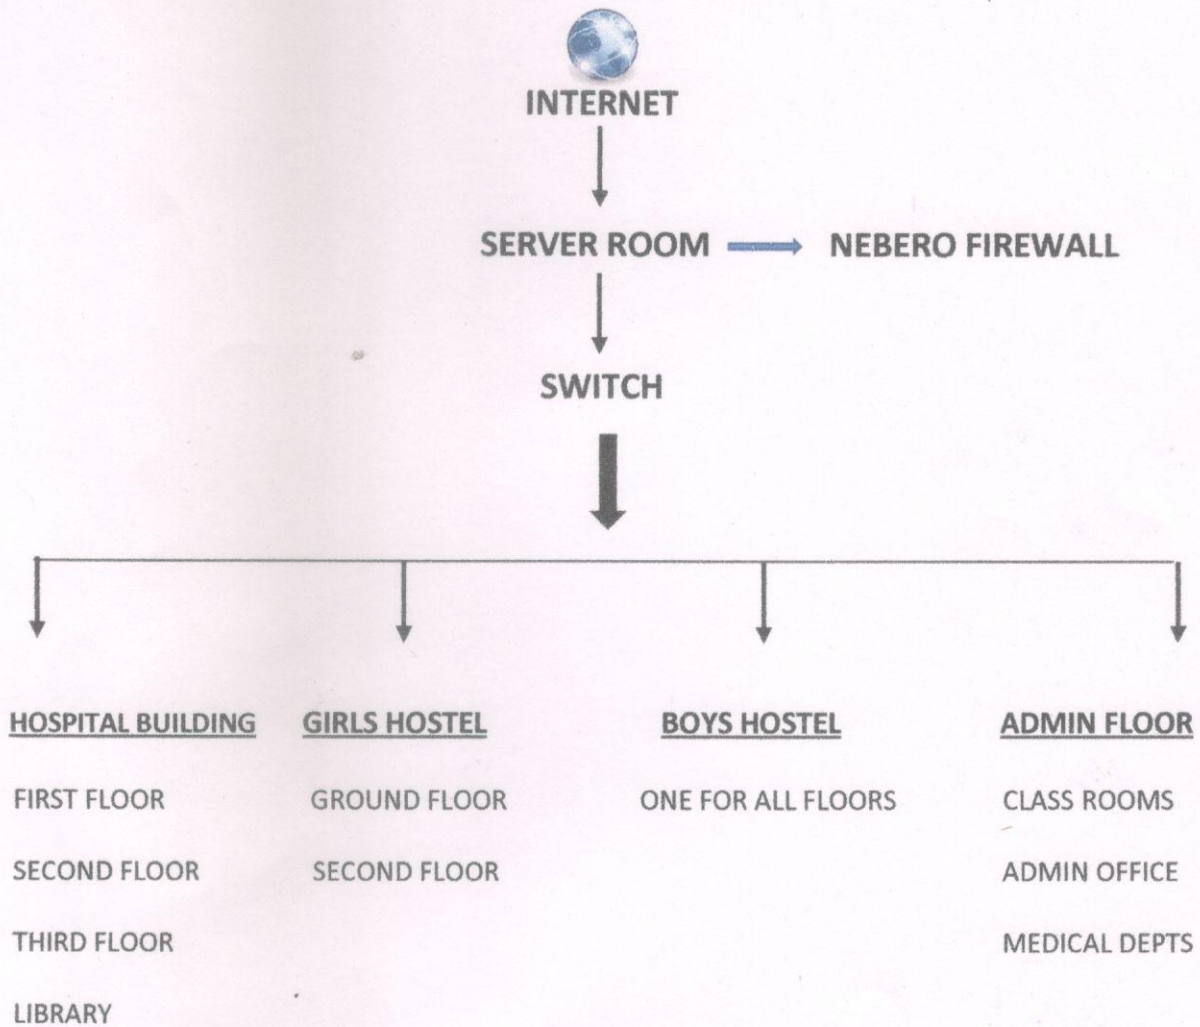 INTERNET
SERVER ROOM
NEBERO FIREWALL
SWITCH
HOSPITAL BUILDING
FIRST FLOOR
SECOND FLOOR
THIRD FLOOR
LIBRARY
GIRLS HOSTEL
GROUND FLOOR
SECOND FLOOR
BOYS HOSTEL
ONE FOR ALL FLOORS
ADMIN FLOOR
CLASS ROOMS
ADMIN OFFICE
MEDICAL DEPTS